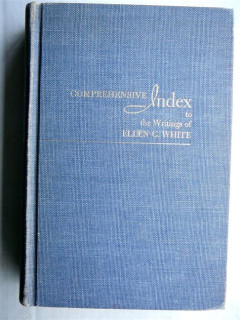 COMPREHENSIVE Index
to
the Writings of
ELLEN G. WHITE